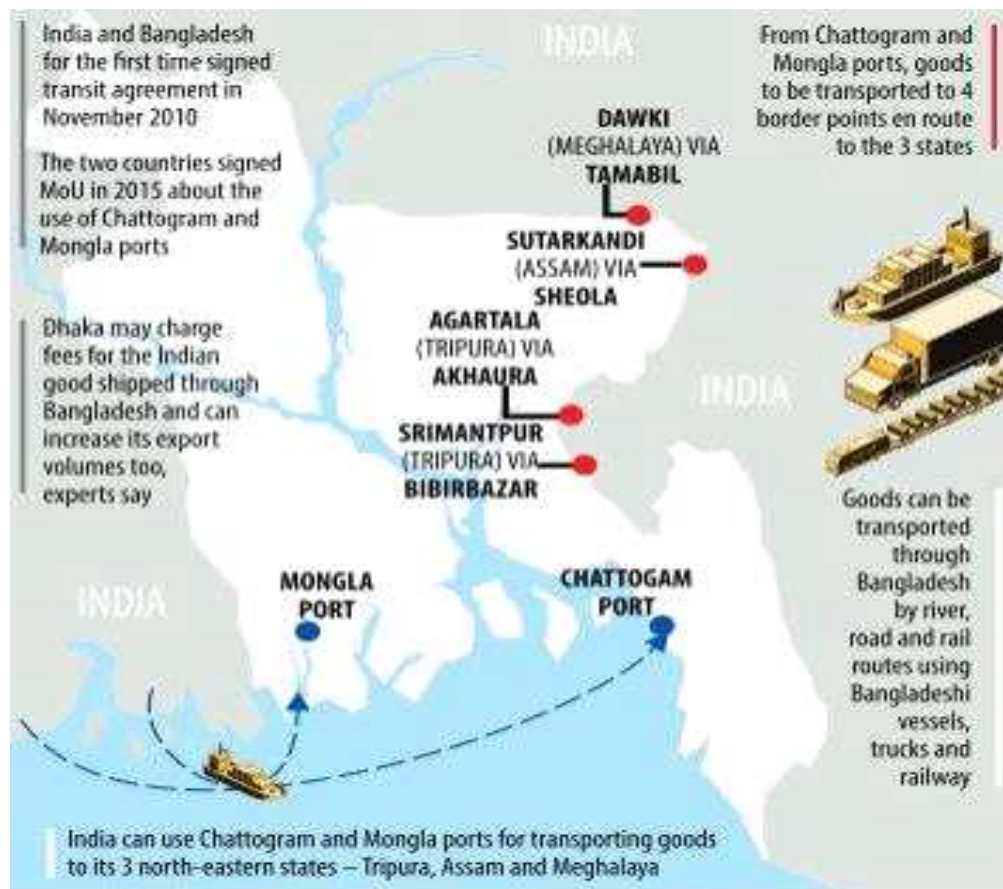 India and Bangladesh
for the first time signed
transit agreement in
November 2010
The two countries signed
MoU in 2015 about the
use of Chattogram and
Mongla ports
Dhaka may charge
fees for the Indian
good shipped through
Bangladesh and can
increase its export
volumes too,
experts say
INDIA
From Chattogram and
Mongla ports, goods
to be transported to 4
border points en route
to the 3 states
DAWKI
(MEGHALAYA) VIA
TAMABIL
SUTARKANDI
(ASSAM) VIA
SHEOLA
AGARTALA
(TRIPURA) VIA
AKHAURA
SRIMANTPUR
(TRIPURA) VIA
BIBIRBAZAR
INDIA
Goods can be
transported
through
Bangladesh
by river,
road and rail
routes using
Bangladeshi
vessels,
trucks and
railway
INDIA
MONGLA
PORT
CHATTOGAM
PORT
India can use Chattogram and Mongla ports for transporting goods
to its 3 north-eastern states – Tripura, Assam and Meghalaya